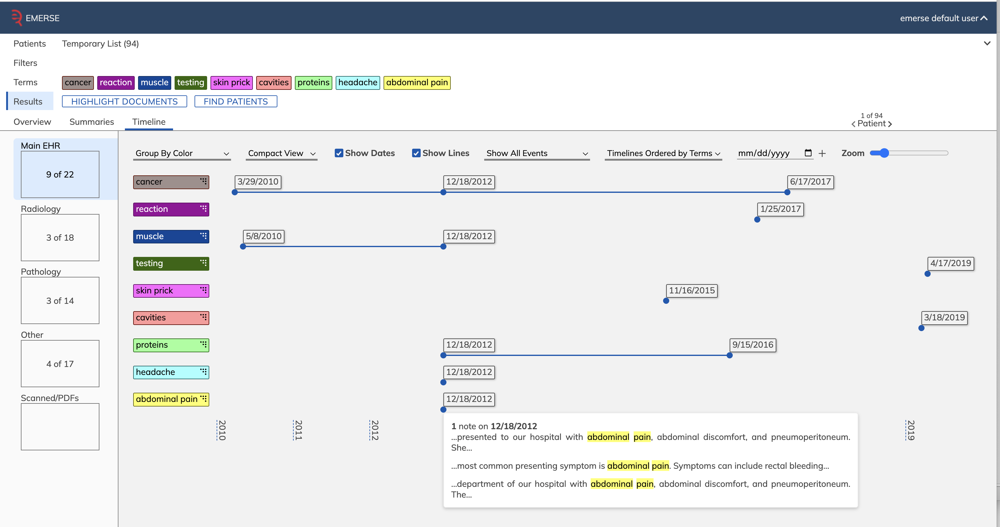 EMERSE
emerse default user
Patients Temporary List (94)
Filters
Terms cancer reaction muscle testing skin prick cavities proteins headache abdominal pain
Results HIGHLIGHT DOCUMENTS FIND PATIENTS
Overview Summaries Timeline
1 of 94
Patient
Main EHR
9 of 22
Radiology
3 of 18
Pathology
3 of 14
Other
4 of 17
Scanned/PDFs
Group By Color Compact View Show Dates Show Lines Show All Events Timelines Ordered by Terms mm/dd/yyyy + Zoom
cancer 3/29/2010 12/18/2012 6/17/2017
reaction 1/25/2017
muscle 5/8/2010 12/18/2012
testing 4/17/2019
skin prick 11/16/2015
cavities 3/18/2019
proteins 12/18/2012 9/15/2016
headache 12/18/2012
abdominal pain 12/18/2012
2010 2011 2012 2019
1 note on 12/18/2012
...presented to our hospital with abdominal pain, abdominal discomfort, and pneumoperitoneum.
She...
...most common presenting symptom is abdominal pain. Symptoms can include rectal bleeding...
...department of our hospital with abdominal pain, abdominal discomfort, and pneumoperitoneum.
The...